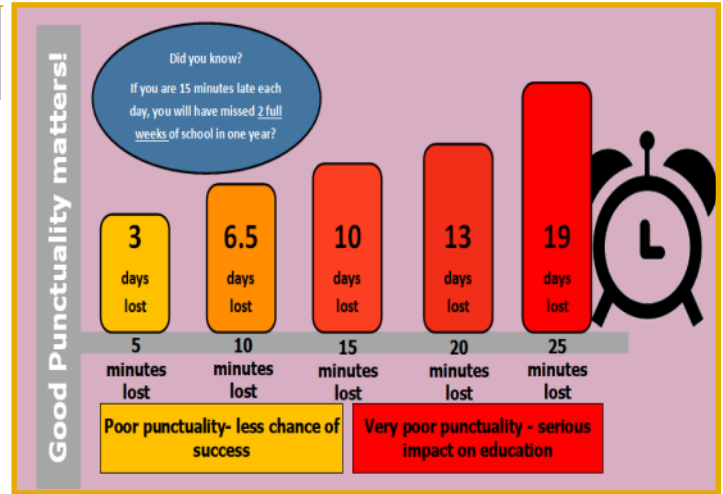 Good Punctuality matters!
Did you know?
If you are 15 minutes late each
day, you will have missed 2 full
weeks of school in one year?
3
days
lost
6.5
days
lost
10
days
lost
13
days
lost
19
days
lost
5
minutes
lost
10
minutes
lost
15
minutes
lost
20
minutes
lost
25
minutes
lost
Poor punctuality- less chance of
success
Very poor punctuality - serious
impact on education